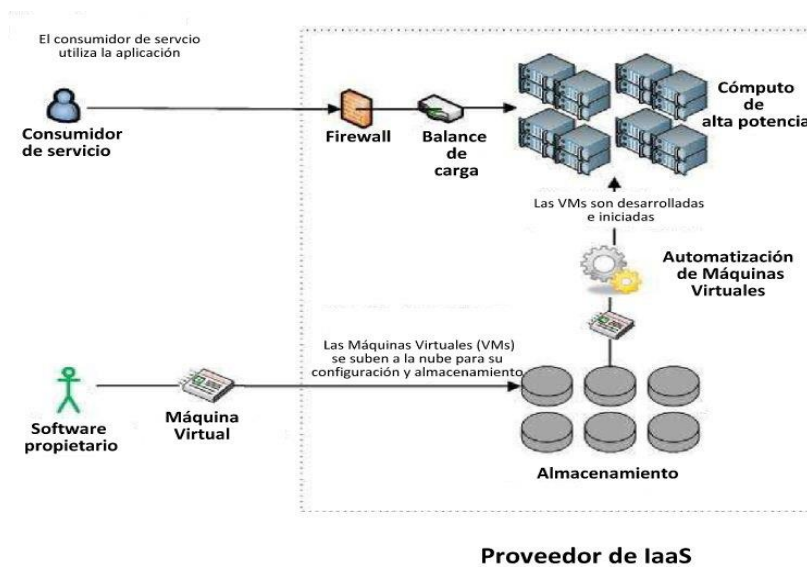 El consumidor de servcio
utiliza la aplicación
Consumidor
de servicio
Firewall
Balance
de
carga
Cómputo
de
alta potencia
Las VMs son desarrolladas
e iniciadas
Automatización
de Máquinas
Virtuales
Las Máquinas Virtuales (VMs)
se suben a la nube para su
configuración y almacenamiento
Software
propietario
Máquina
Virtual
Almacenamiento
Proveedor de IaaS